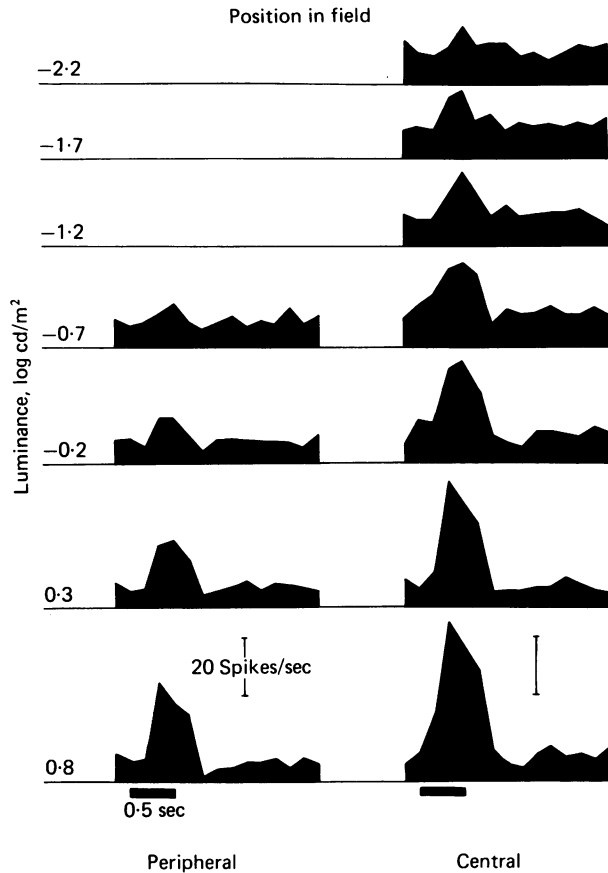 Position in field
Luminance, log cd/m²
−2·2
−1·7
−1·2
−0·7
−0·2
0·3
20 Spikes/sec
0·8
0·5 sec
Peripheral Central